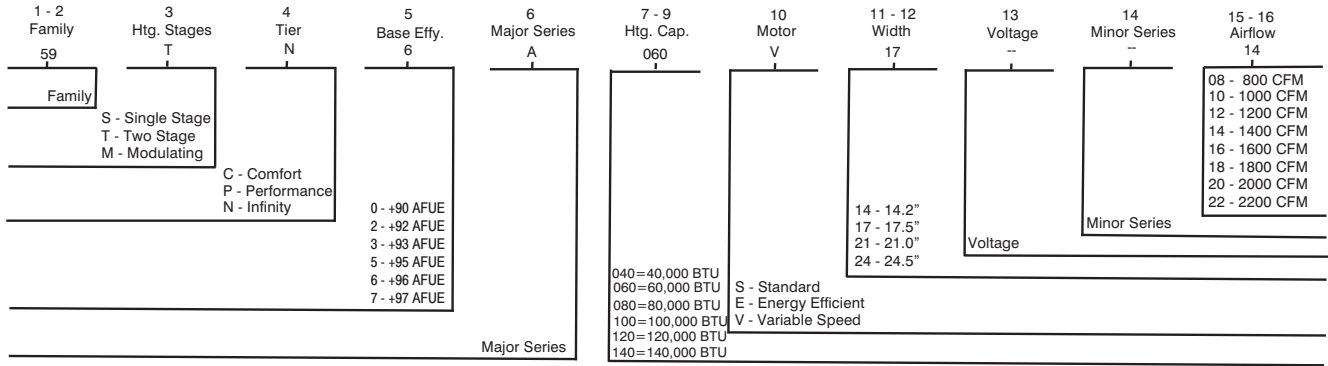 1 - 2
Family
59
3
Htg. Stages
T
4
Tier
N
5
Base Effy.
6
6
Major Series
A
7 - 9
Htg. Cap.
060
10
Motor
V
11 - 12
Width
17
13
Voltage
--
14
Minor Series
--
15 - 16
Airflow
14
Family
S - Single Stage
T - Two Stage
M - Modulating
C - Comfort
P - Performance
N - Infinity
0 - +90 AFUE
2 - +92 AFUE
3 - +93 AFUE
5 - +95 AFUE
6 - +96 AFUE
7 - +97 AFUE
Major Series
040=40,000 BTU
060=60,000 BTU
080=80,000 BTU
100=100,000 BTU
120=120,000 BTU
140=140,000 BTU
S - Standard
E - Energy Efficient
V - Variable Speed
14 - 14.2”
17 - 17.5”
21 - 21.0”
24 - 24.5”
Voltage
Minor Series
08 - 800 CFM
10 - 1000 CFM
12 - 1200 CFM
14 - 1400 CFM
16 - 1600 CFM
18 - 1800 CFM
20 - 2000 CFM
22 - 2200 CFM